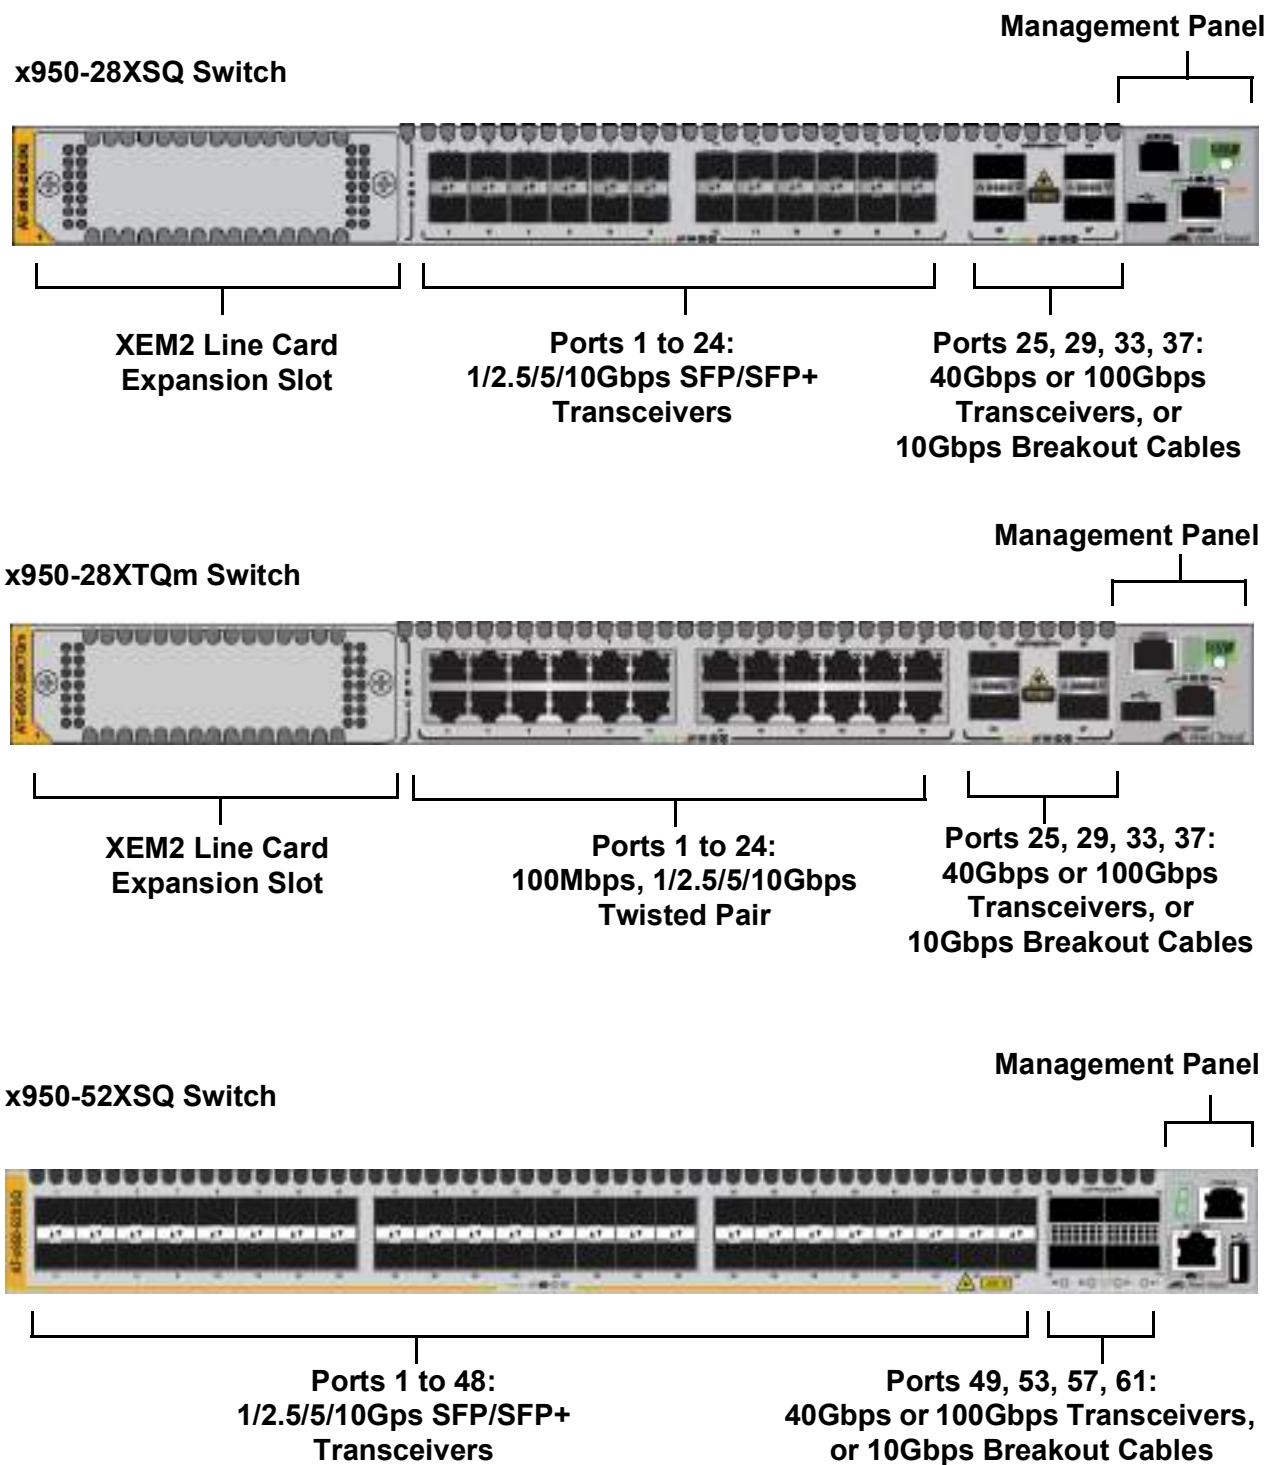 Management Panel
x950-28XSQ Switch
XEM2 Line Card
Expansion Slot
Ports 1 to 24:
1/2.5/5/10Gbps SFP/SFP+
Transceivers
Ports 25, 29, 33, 37:
40Gbps or 100Gbps
Transceivers, or
10Gbps Breakout Cables
Management Panel
x950-28XTQm Switch
XEM2 Line Card
Expansion Slot
Ports 1 to 24:
100Mbps, 1/2.5/5/10Gbps
Twisted Pair
Ports 25, 29, 33, 37:
40Gbps or 100Gbps
Transceivers, or
10Gbps Breakout Cables
Management Panel
x950-52XSQ Switch
Ports 1 to 48:
1/2.5/5/10Gps SFP/SFP+
Transceivers
Ports 49, 53, 57, 61:
40Gbps or 100Gbps Transceivers,
or 10Gbps Breakout Cables